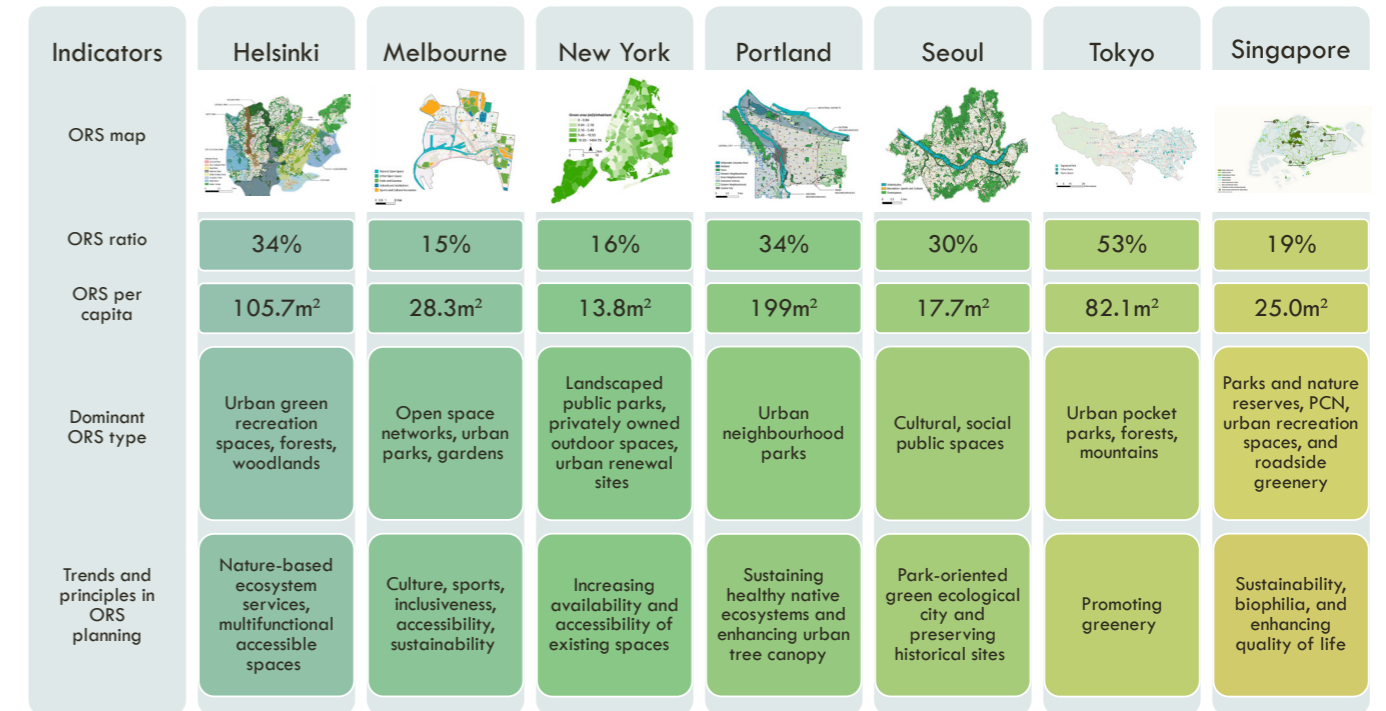 Indicators
Helsinki
Melbourne
New York
Portland
Seoul
Tokyo
Singapore
ORS map
ORS ratio
34%
15%
16%
34%
30%
53%
19%
ORS per
capita
105.7m²
28.3m²
13.8m²
199m²
17.7m²
82.1m²
25.0m²
Dominant
ORS type
Urban green
recreation
spaces, forests,
woodlands
Open space
networks, urban
parks, gardens
Landscaped
public parks,
privately owned
outdoor spaces,
urban renewal
sites
Urban
neighbourhood
parks
Cultural, social
public spaces
Urban pocket
parks, forests,
mountains
Parks and nature
reserves, PCN,
urban recreation
spaces, and
roadside
greenery
Trends and
principles in
ORS
planning
Nature-based
ecosystem
services,
multifunctional
accessible
spaces
Culture, sports,
inclusiveness,
accessibility,
sustainability
Increasing
availability and
accessibility of
existing spaces
Sustaining
healthy native
ecosystems and
enhancing urban
tree canopy
Park-oriented
green ecological
city and
preserving
historical sites
Promoting
greenery
Sustainability,
biophilia, and
enhancing
quality of life